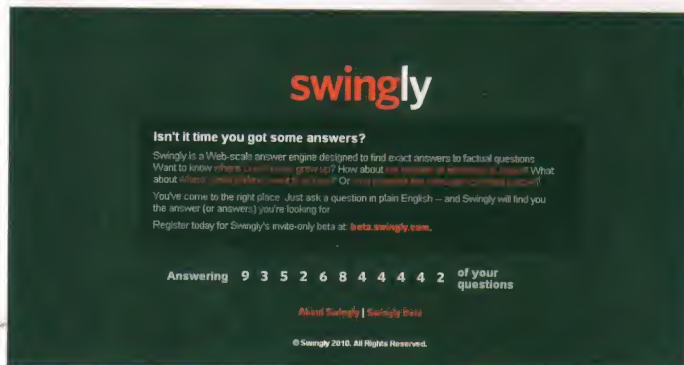 swingly
Isn't it time you got some answers?
Swingly is a Web-scale answer engine designed to find exact answers to factual questions
Want to know where grew up? How about What
about Or
You've come to the right place. Just ask a question in plain English -- and Swingly will find you
the answer (or answers) you're looking for
Register today for Swingly's invite-only beta at: beta.swingly.com.
Answering 9 3 5 2 6 8 4 4 4 4 2 of your
questions
About Swingly | Swingly Beta
© Swingly 2010. All Rights Reserved.